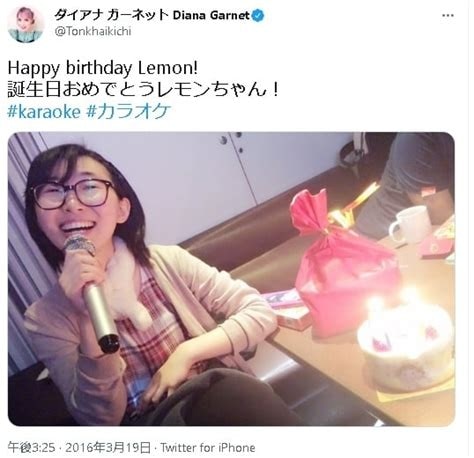 ダイアナ ガーネット Diana Garnet
@Tonkhaikichi
Happy birthday Lemon!
誕生日おめでとうレモンちゃん！
#karaoke #カラオケ
午後3:25 · 2016年3月19日 · Twitter for iPhone